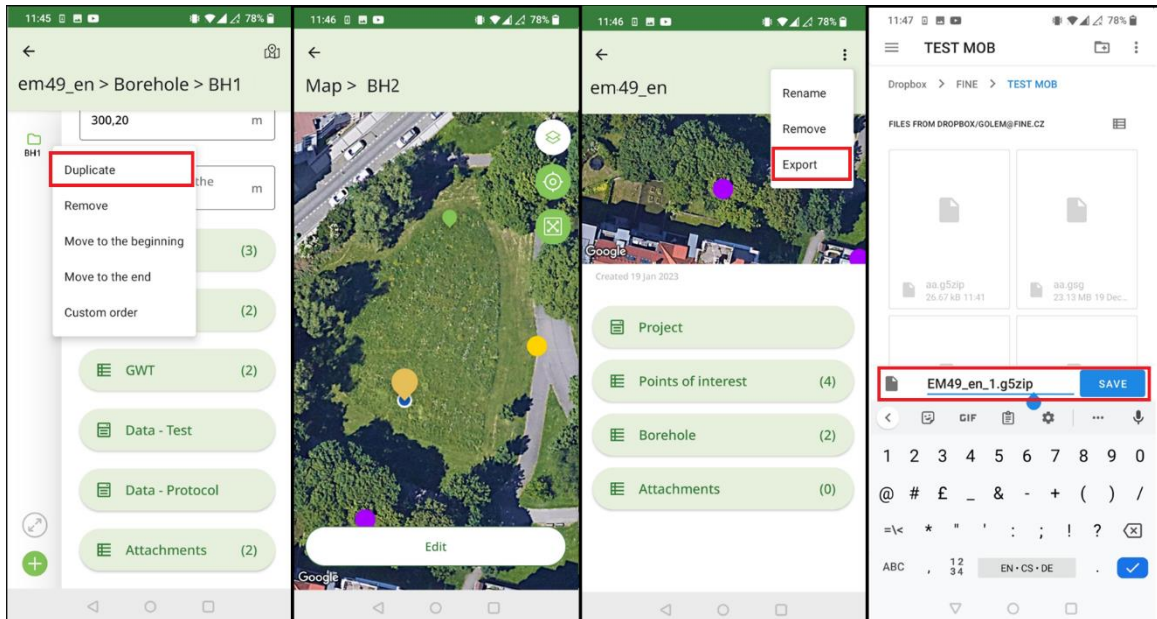 11:45
78%
em49_en > Borehole > BH1
BH1
300,20 m
the m
Duplicate
Remove
Move to the beginning
Move to the end
Custom order
(3)
(2)
GWT (2)
Data - Test
Data - Protocol
Attachments (2)
11:46
78%
Map > BH2
Edit
Google
11:46
78%
em49_en
Rename
Remove
Export
Google
Created 19 Jan 2023
Project
Points of interest (4)
Borehole (2)
Attachments (0)
11:47
78%
TEST MOB
Dropbox > FINE > TEST MOB
FILES FROM DROPBOX/GOLEM@FINE.CZ
aa.g5zip
26.67 kB 11:41
aa.gsg
23.13 MB 19 Dec...
EM49_en_1.g5zip SAVE
GIF
1 2 3 4 5 6 7 8 9 0
@ # £ _ & - + ( ) /
=\< * " ' : ; ! ?
ABC , 12 34 EN • CS • DE .